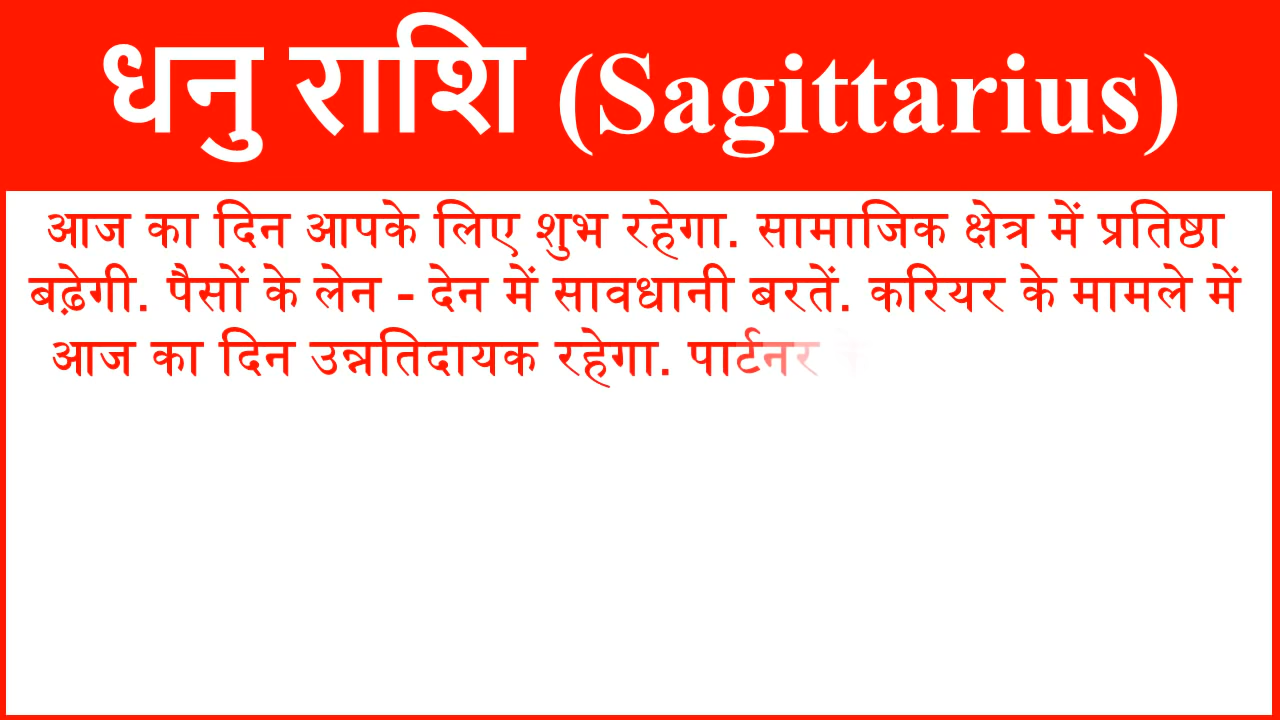 धनु राशि (Sagittarius)
आज का दिन आपके लिए शुभ रहेगा. सामाजिक क्षेत्र में प्रतिष्ठा
बढ़ेगी. पैसों के लेन - देन में सावधानी बरतें. करियर के मामले में
आज का दिन उन्नतिदायक रहेगा. पार्टनर